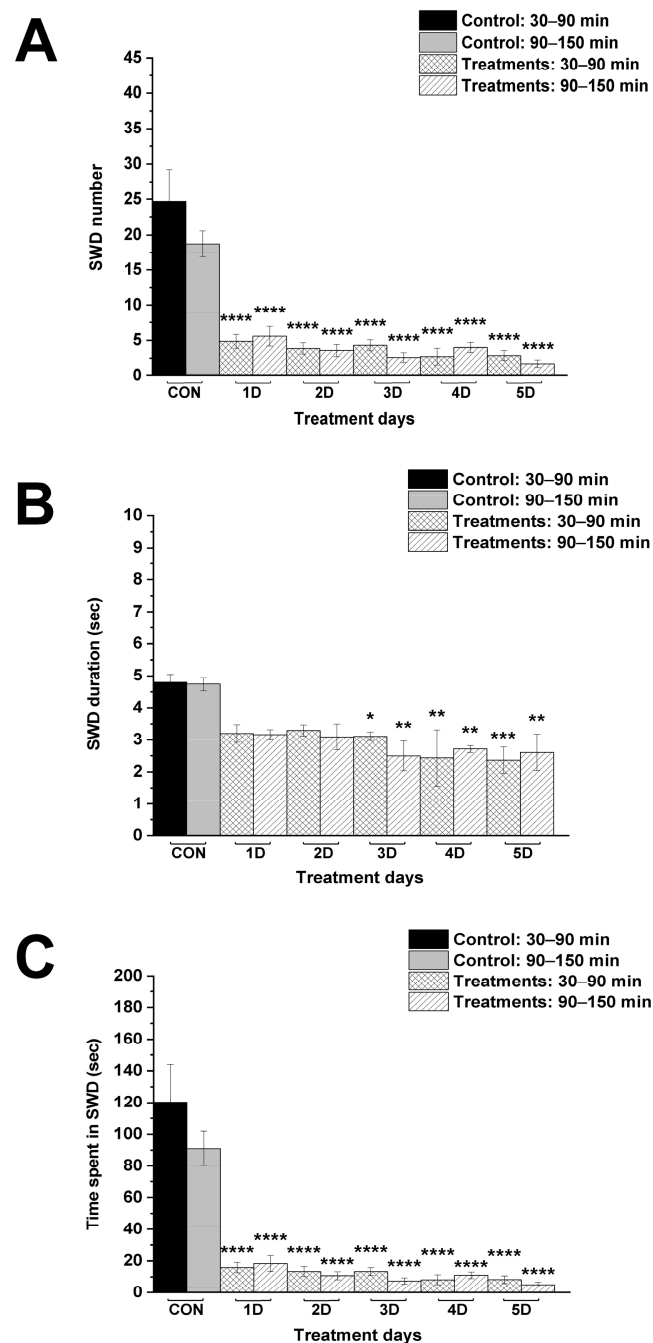 A
Control: 30–90 min
Control: 90–150 min
Treatments: 30–90 min
Treatments: 90–150 min
45
40
35
30
25
20
15
10
5
0
SWD number
**** **** **** **** **** **** **** **** **** ****
CON 1D 2D 3D 4D 5D
Treatment days
B
Control: 30–90 min
Control: 90–150 min
Treatments: 30–90 min
Treatments: 90–150 min
10
9
8
7
6
5
4
3
2
1
0
SWD duration (sec)
* ** ** ** *** **
CON 1D 2D 3D 4D 5D
Treatment days
C
Control: 30–90 min
Control: 90–150 min
Treatments: 30–90 min
Treatments: 90–150 min
200
180
160
140
120
100
80
60
40
20
0
Time spent in SWD (sec)
**** **** **** **** **** **** **** **** **** ****
CON 1D 2D 3D 4D 5D
Treatment days